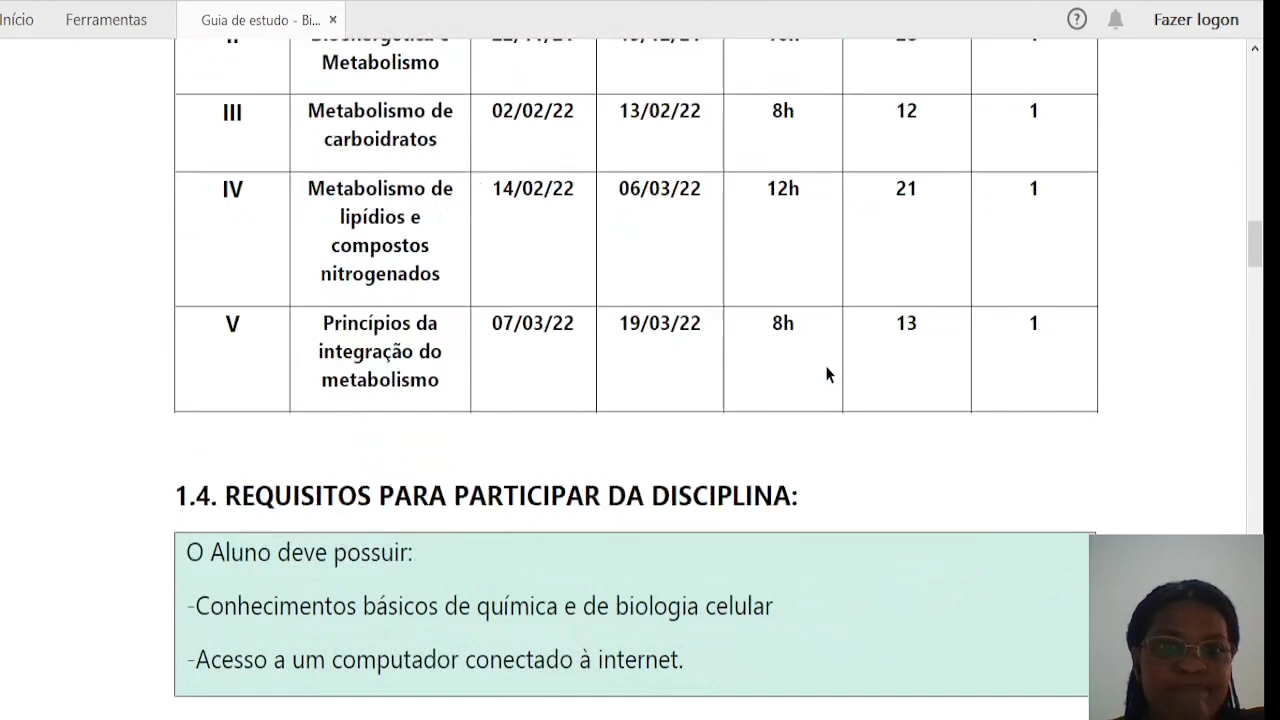 Início Ferramentas Guia de estudo - Bi... × Fazer logon
II
Metabolismo
III Metabolismo de 02/02/22 13/02/22 8h 12 1
carboidratos
IV Metabolismo de 14/02/22 06/03/22 12h 21 1
lipídios e
compostos
nitrogenados
V Princípios da 07/03/22 19/03/22 8h 13 1
integração do
metabolismo
1.4. REQUISITOS PARA PARTICIPAR DA DISCIPLINA:
O Aluno deve possuir:
-Conhecimentos básicos de química e de biologia celular
-Acesso a um computador conectado à internet.